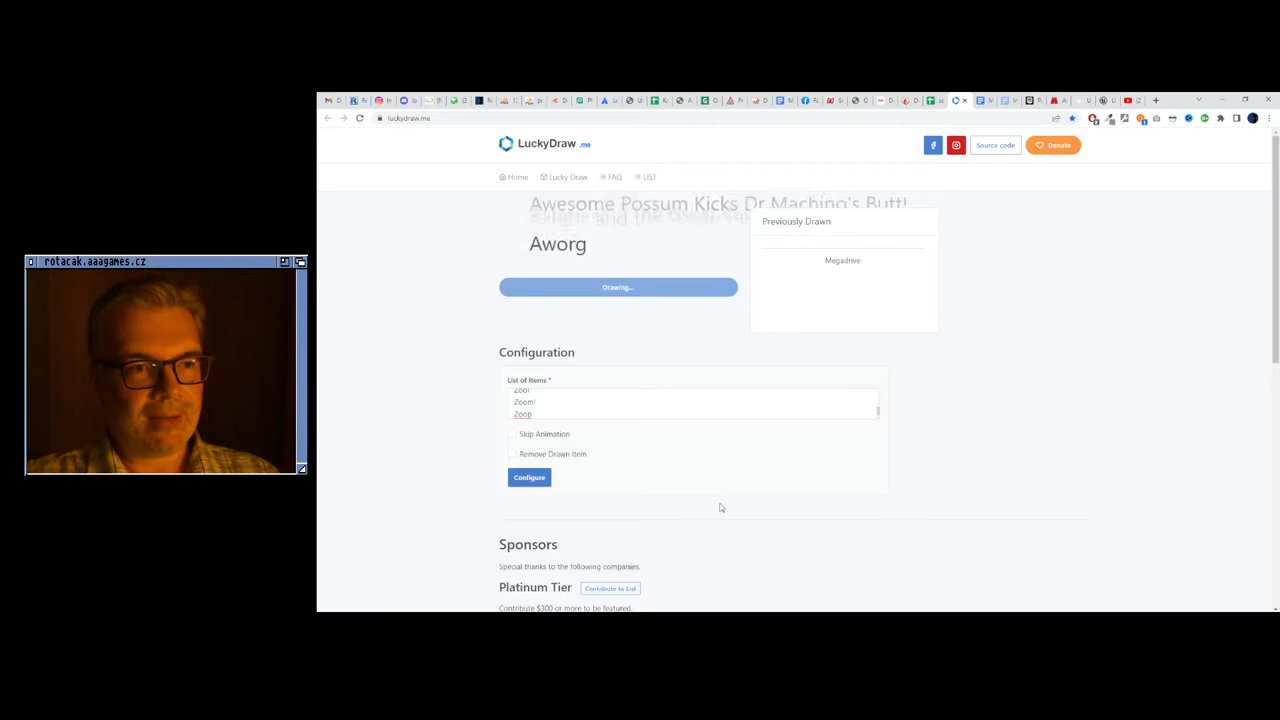 luckydraw.me
LuckyDraw .me
Source code
Donate
Home
Lucky Draw
FAQ
LIST
Awesome Possum Kicks Dr Machino's Butt!
Aworg
Previously Drawn
Megadrive
Drawing...
rotacak.aaagames.cz
Configuration
List of Items *
Zool
Zoom!
Zoop
Skip Animation
Remove Drawn Item
Configure
Sponsors
Special thanks to the following companies.
Platinum Tier
Contribute to List
Contribute $300 or more to be featured.